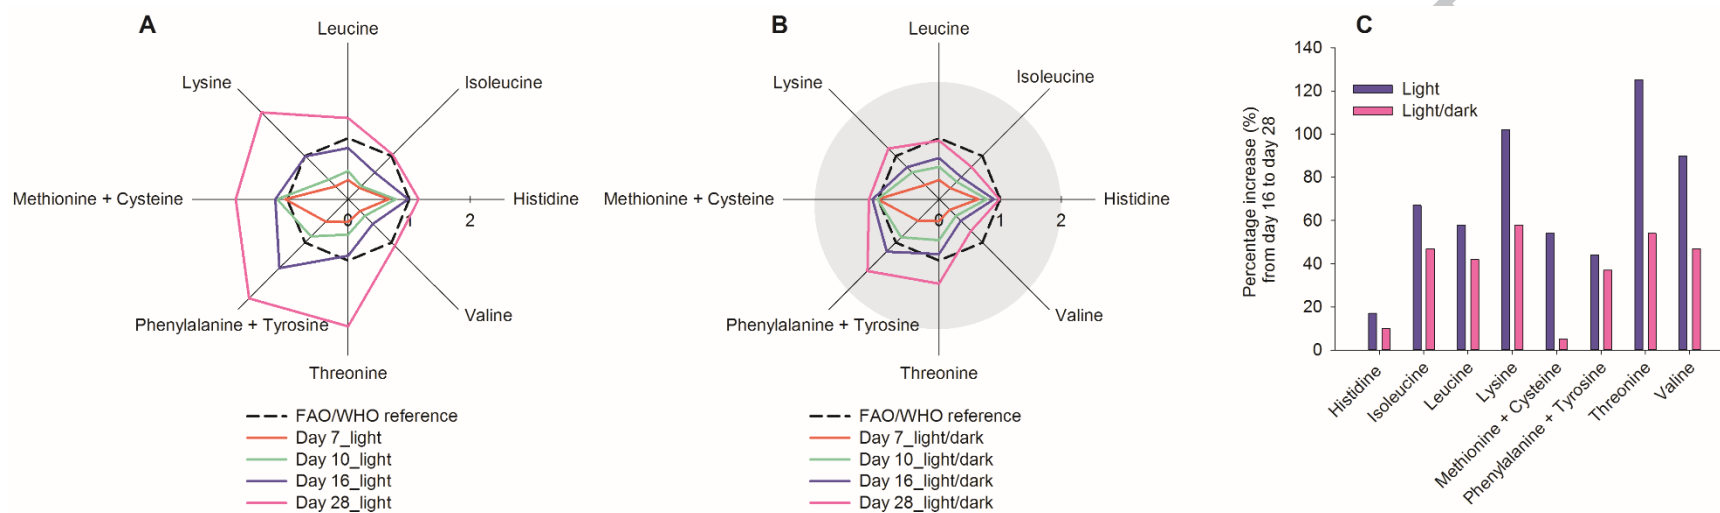 A
Leucine
Lysine
Isoleucine
Methionine + Cysteine
Histidine
0
1
2
Phenylalanine + Tyrosine
Valine
Threonine
FAO/WHO reference
Day 7_light
Day 10_light
Day 16_light
Day 28_light
B
Leucine
Lysine
Isoleucine
Methionine + Cysteine
Histidine
0
1
2
Phenylalanine + Tyrosine
Valine
Threonine
FAO/WHO reference
Day 7_light/dark
Day 10_light/dark
Day 16_light/dark
Day 28_light/dark
C
Percentage increase (%)
from day 16 to day 28
140
120
100
80
60
40
20
0
Light
Light/dark
Histidine
Isoleucine
Leucine
Lysine
Methionine + Cysteine
Phenylalanine + Tyrosine
Threonine
Valine